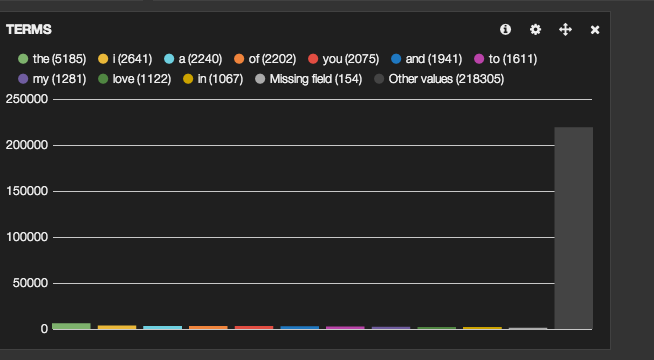 TERMS
the (5185) i (2641) a (2240) of (2202) you (2075) and (1941) to (1611)
my (1281) love (1122) in (1067) Missing field (154) Other values (218305)
250000
200000
150000
100000
50000
0